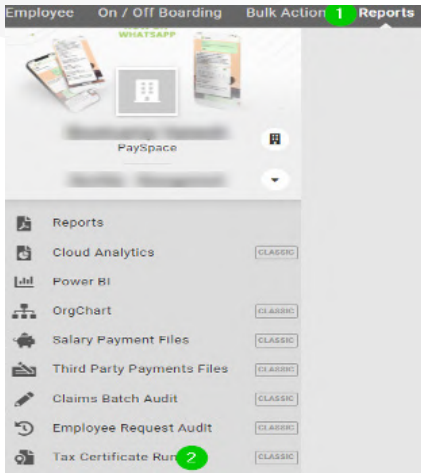 Employee On / Off Boarding Bulk Action 1 Reports
WHATSAPP
PaySpace
Reports
Cloud Analytics CLASSIC
Power BI
OrgChart CLASSIC
Salary Payment Files CLASSIC
Third Party Payments Files CLASSIC
Claims Batch Audit CLASSIC
Employee Request Audit CLASSIC
Tax Certificate Run 2 CLASSIC